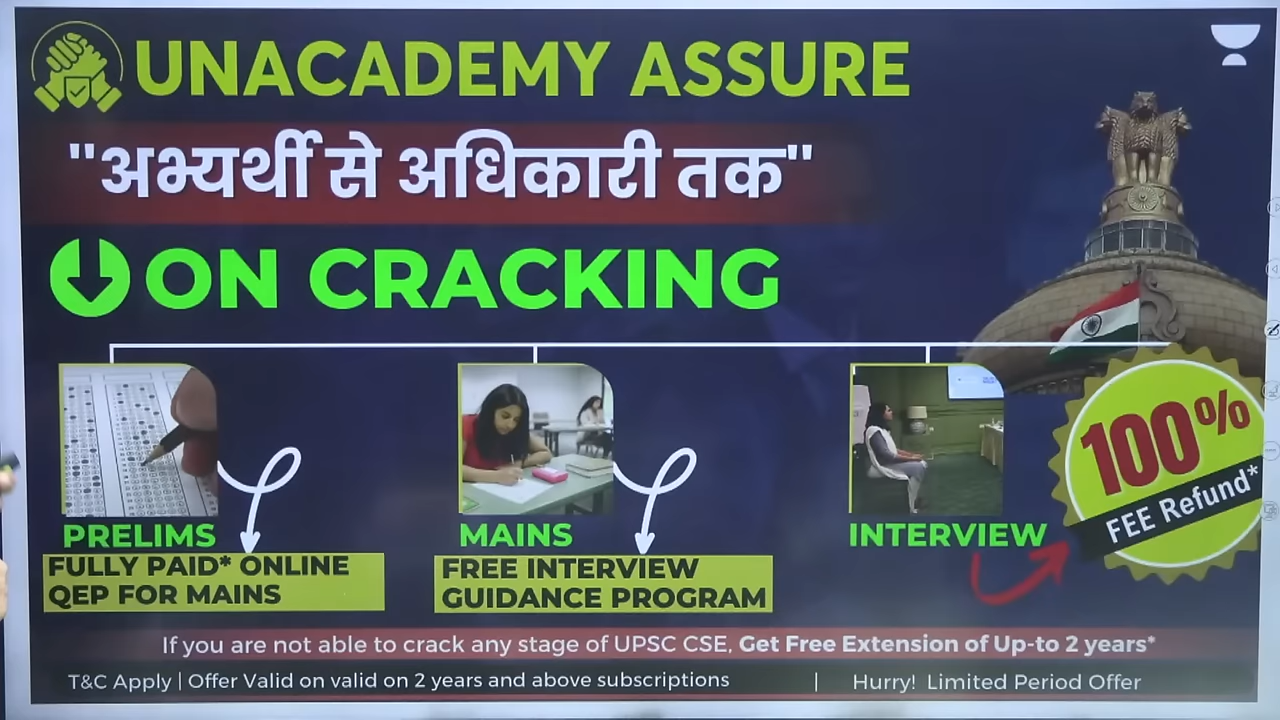 UNACADEMY ASSURE
"अभ्यर्थी से अधिकारी तक"
ON CRACKING
PRELIMS
FULLY PAID* ONLINE
QEP FOR MAINS
MAINS
FREE INTERVIEW
GUIDANCE PROGRAM
INTERVIEW
100%
FEE Refund*
If you are not able to crack any stage of UPSC CSE, Get Free Extension of Up-to 2 years*
T&C Apply | Offer Valid on valid on 2 years and above subscriptions | Hurry! Limited Period Offer